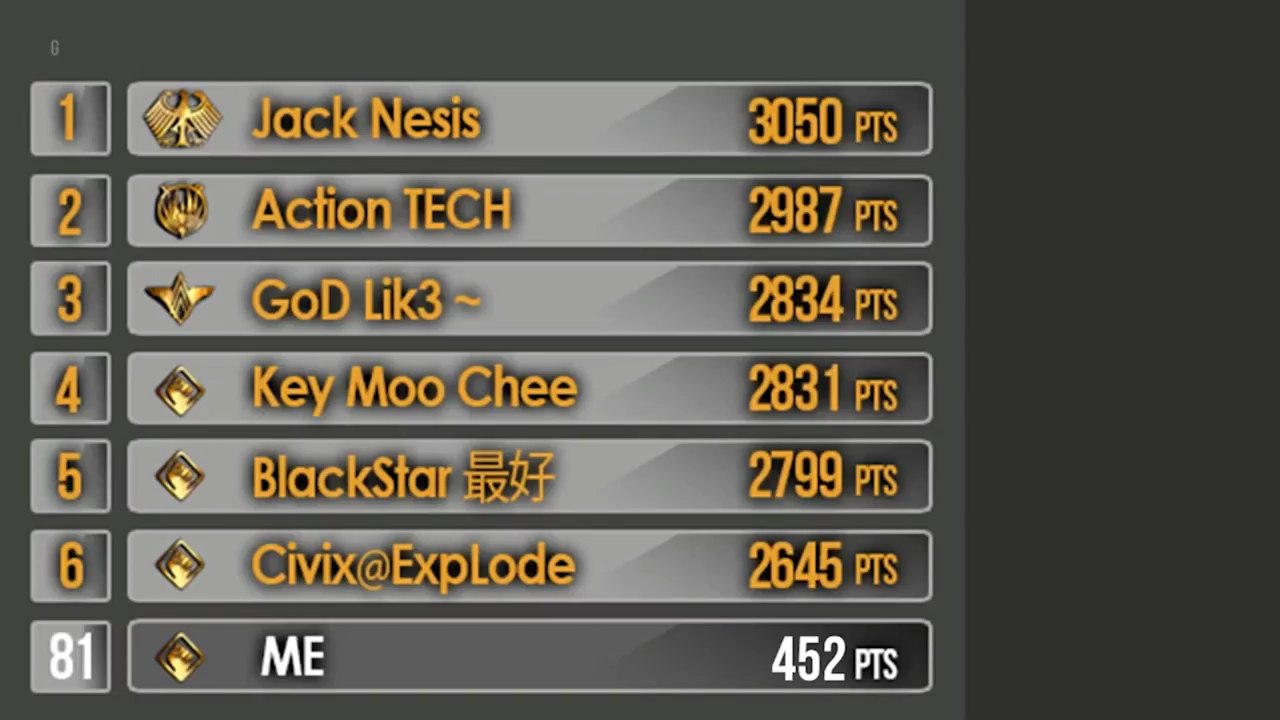 G
1 Jack Nesis 3050 PTS
2 Action TECH 2987 PTS
3 GoD Lik3 ~ 2834 PTS
4 Key Moo Chee 2831 PTS
5 BlackStar 最好 2799 PTS
6 Civix@ExpLode 2645 PTS
81 ME 452 PTS